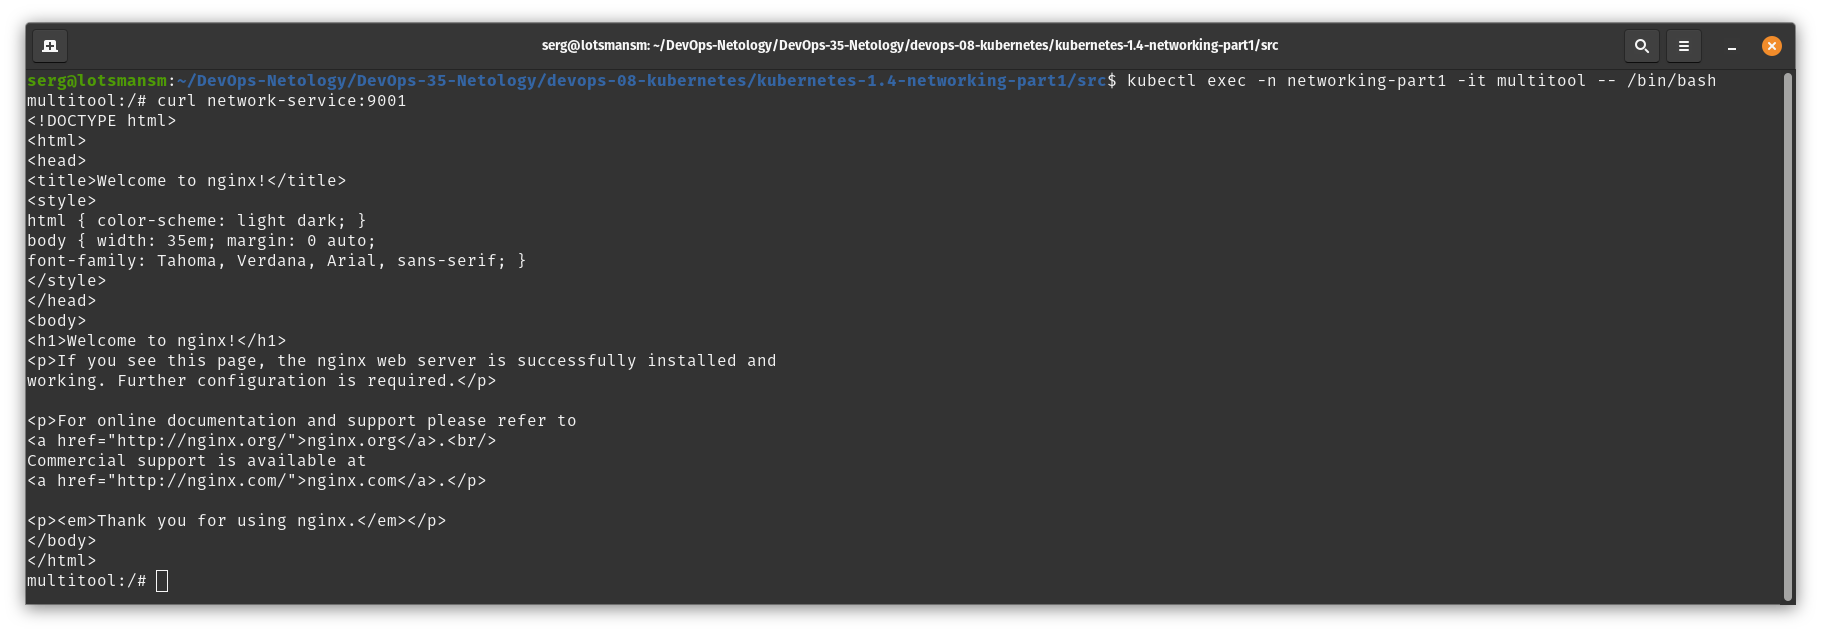 serg@lotsmansm: ~/DevOps-Netology/DevOps-35-Netology/devops-08-kubernetes/kubernetes-1.4-networking-part1/src
serg@lotsmansm:~/DevOps-Netology/DevOps-35-Netology/devops-08-kubernetes/kubernetes-1.4-networking-part1/src$ kubectl exec -n networking-part1 -it multitool -- /bin/bash
multitool:/# curl network-service:9001
<!DOCTYPE html>
<html>
<head>
<title>Welcome to nginx!</title>
<style>
html { color-scheme: light dark; }
body { width: 35em; margin: 0 auto;
font-family: Tahoma, Verdana, Arial, sans-serif; }
</style>
</head>
<body>
<h1>Welcome to nginx!</h1>
<p>If you see this page, the nginx web server is successfully installed and
working. Further configuration is required.</p>

<p>For online documentation and support please refer to
<a href="http://nginx.org/">nginx.org</a>.<br/>
Commercial support is available at
<a href="http://nginx.com/">nginx.com</a>.</p>

<p><em>Thank you for using nginx.</em></p>
</body>
</html>
multitool:/#